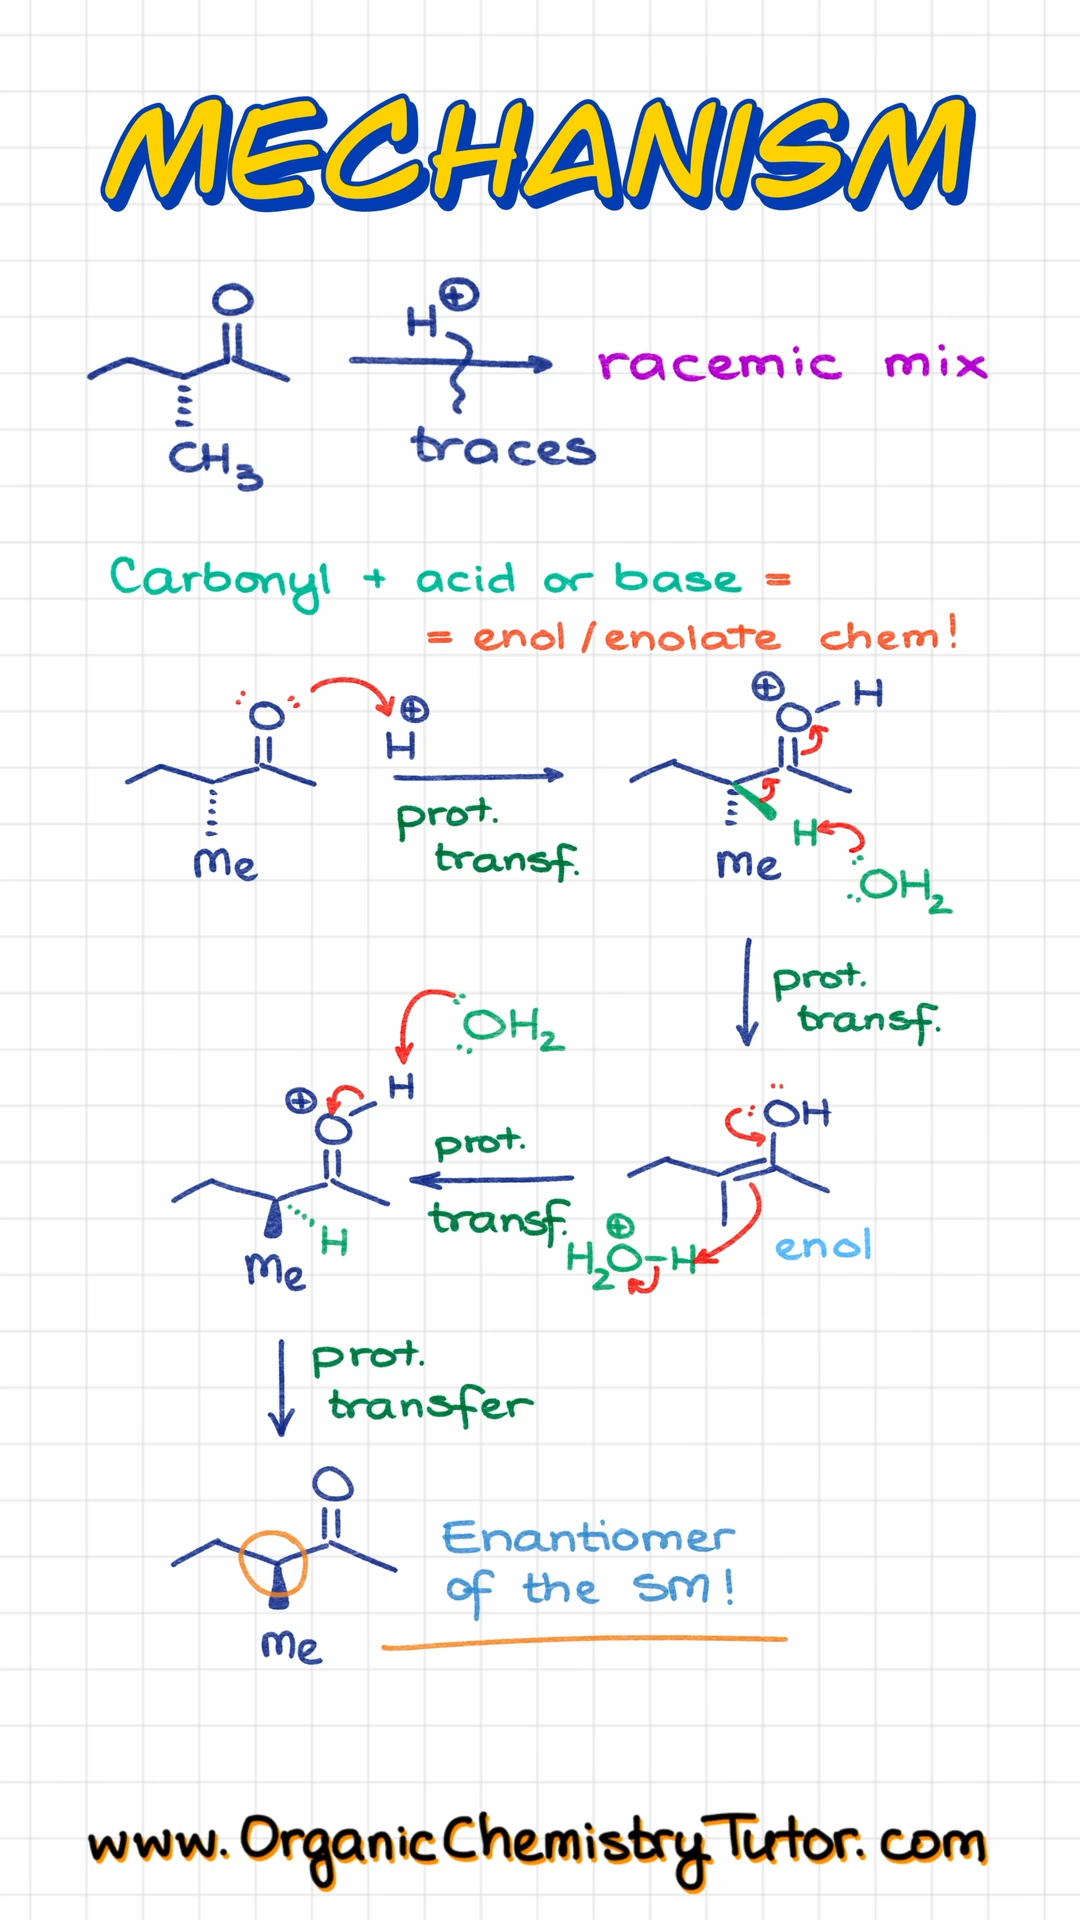 MECHANISM
O
H⊕
racemic mix
CH3
traces
Carbonyl + acid or base =
= enol/enolate chem!
⊕ O-H
O
H⊕
prot.
transf.
Me
Me
H
:OH2
prot.
transf.
:OH2
H
⊕
O
prot.
transf.
H
Me
OH
⊕
H2O-H
enol
prot.
transfer
O
Enantiomer
of the SM!
Me
www.OrganicChemistryTutor.com